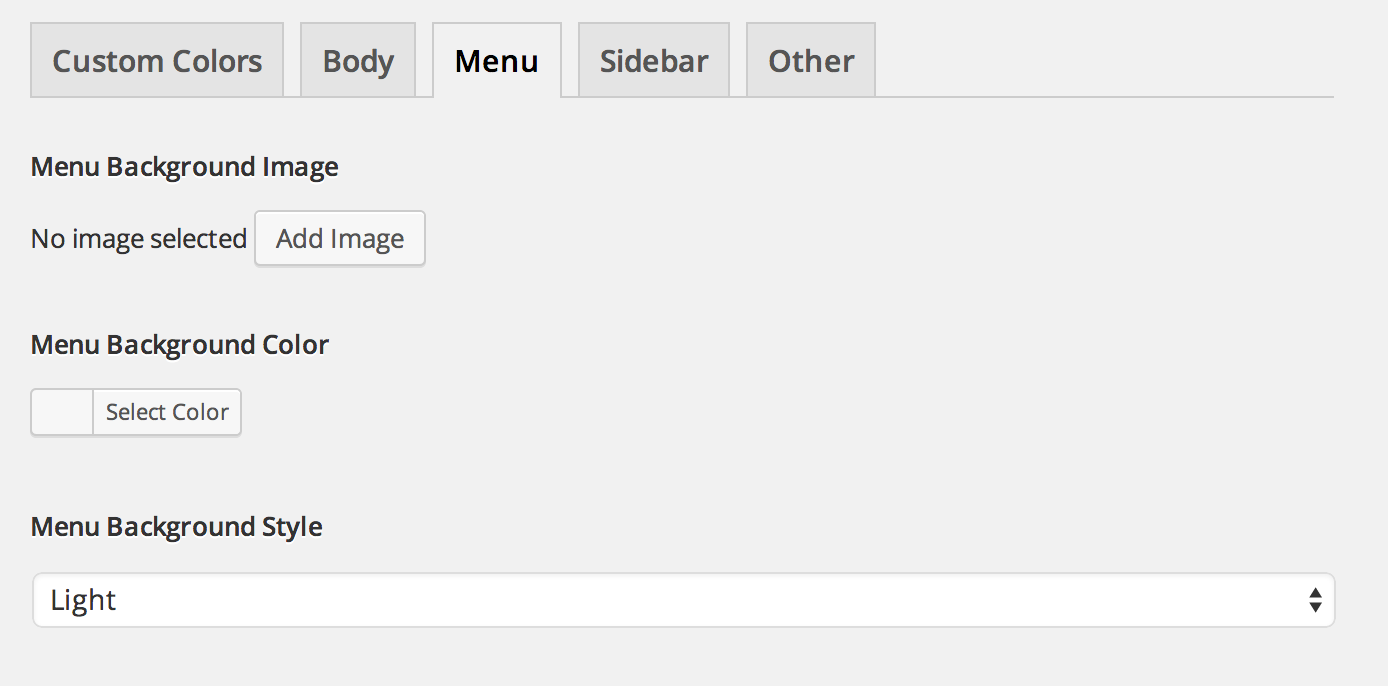 Custom Colors Body Menu Sidebar Other
Menu Background Image
No image selected Add Image
Menu Background Color
Select Color
Menu Background Style
Light